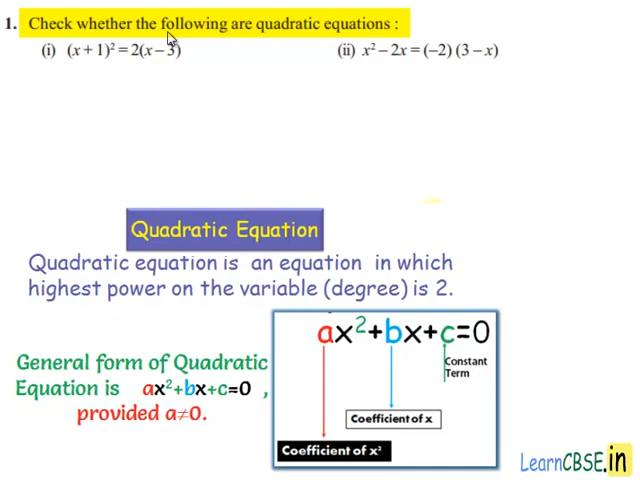 1. Check whether the following are quadratic equations :
(i) (x + 1)² = 2(x – 3) (ii) x² – 2x = (–2) (3 – x)
Quadratic Equation
Quadratic equation is an equation in which
highest power on the variable (degree) is 2.
ax²+bx+c=0
Constant
Term
General form of Quadratic
Equation is ax²+bx+c=0 ,
provided a≠0.
Coefficient of x
Coefficient of x²
LearnCBSE.in